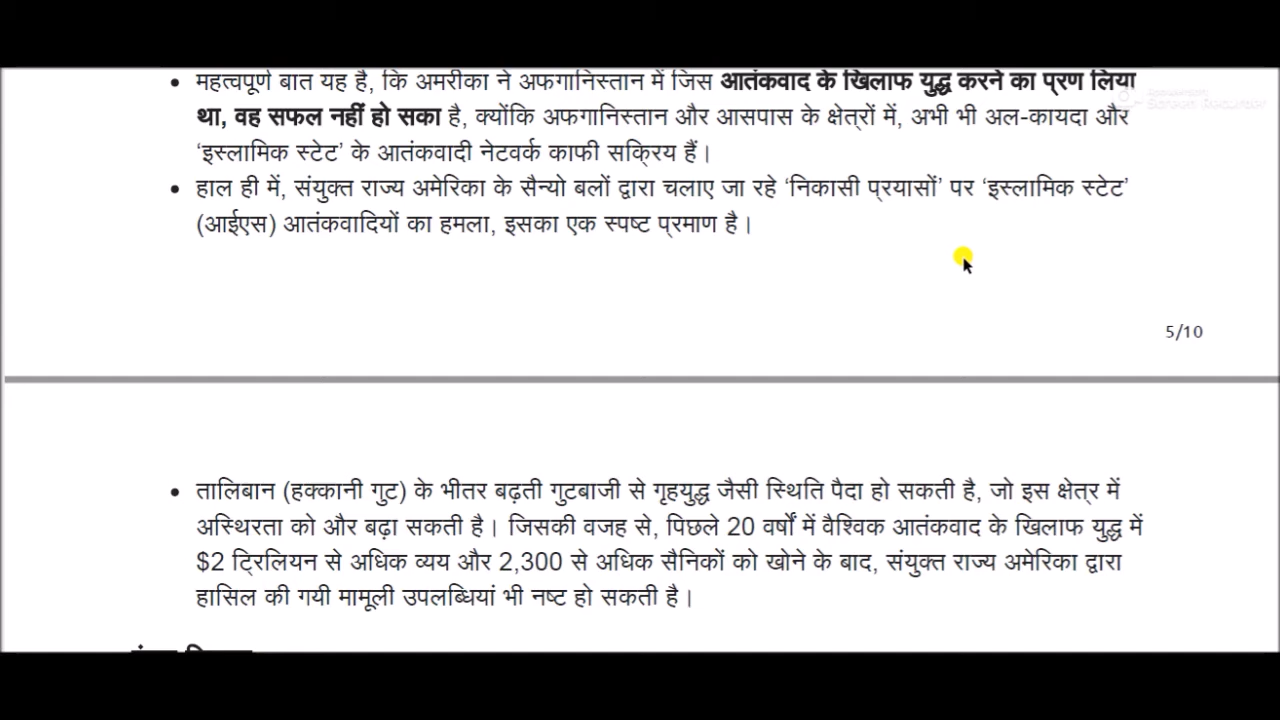 महत्वपूर्ण बात यह है, कि अमरीका ने अफगानिस्तान में जिस आतंकवाद के खिलाफ युद्ध करने का प्रण लिया
था, वह सफल नहीं हो सका है, क्योंकि अफगानिस्तान और आसपास के क्षेत्रों में, अभी भी अल-कायदा और
‘इस्लामिक स्टेट’ के आतंकवादी नेटवर्क काफी सक्रिय हैं।
हाल ही में, संयुक्त राज्य अमेरिका के सैन्यो बलों द्वारा चलाए जा रहे ‘निकासी प्रयासों’ पर ‘इस्लामिक स्टेट’
(आईएस) आतंकवादियों का हमला, इसका एक स्पष्ट प्रमाण है।
5/10
तालिबान (हक्कानी गुट) के भीतर बढ़ती गुटबाजी से गृहयुद्ध जैसी स्थिति पैदा हो सकती है, जो इस क्षेत्र में
अस्थिरता को और बढ़ा सकती है। जिसकी वजह से, पिछले 20 वर्षों में वैश्विक आतंकवाद के खिलाफ युद्ध में
$2 ट्रिलियन से अधिक व्यय और 2,300 से अधिक सैनिकों को खोने के बाद, संयुक्त राज्य अमेरिका द्वारा
हासिल की गयी मामूली उपलब्धियां भी नष्ट हो सकती है।